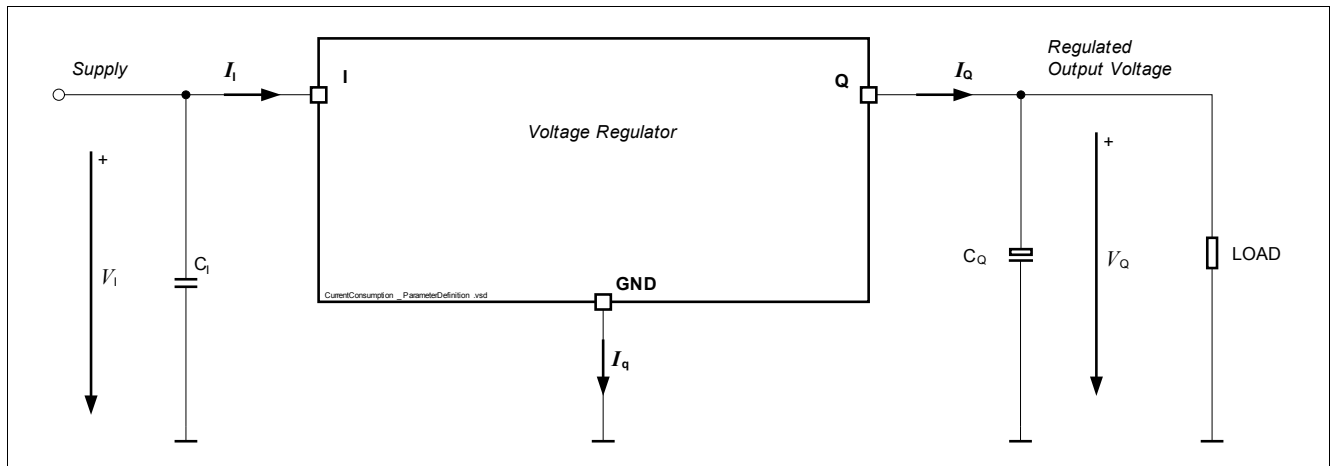 Supply
I_I
I
Q
I_Q
Regulated
Output Voltage
Voltage Regulator
+
+
V_I
C_I
C_Q
V_Q
LOAD
GND
CurrentConsumption _ ParameterDefinition .vsd
I_q